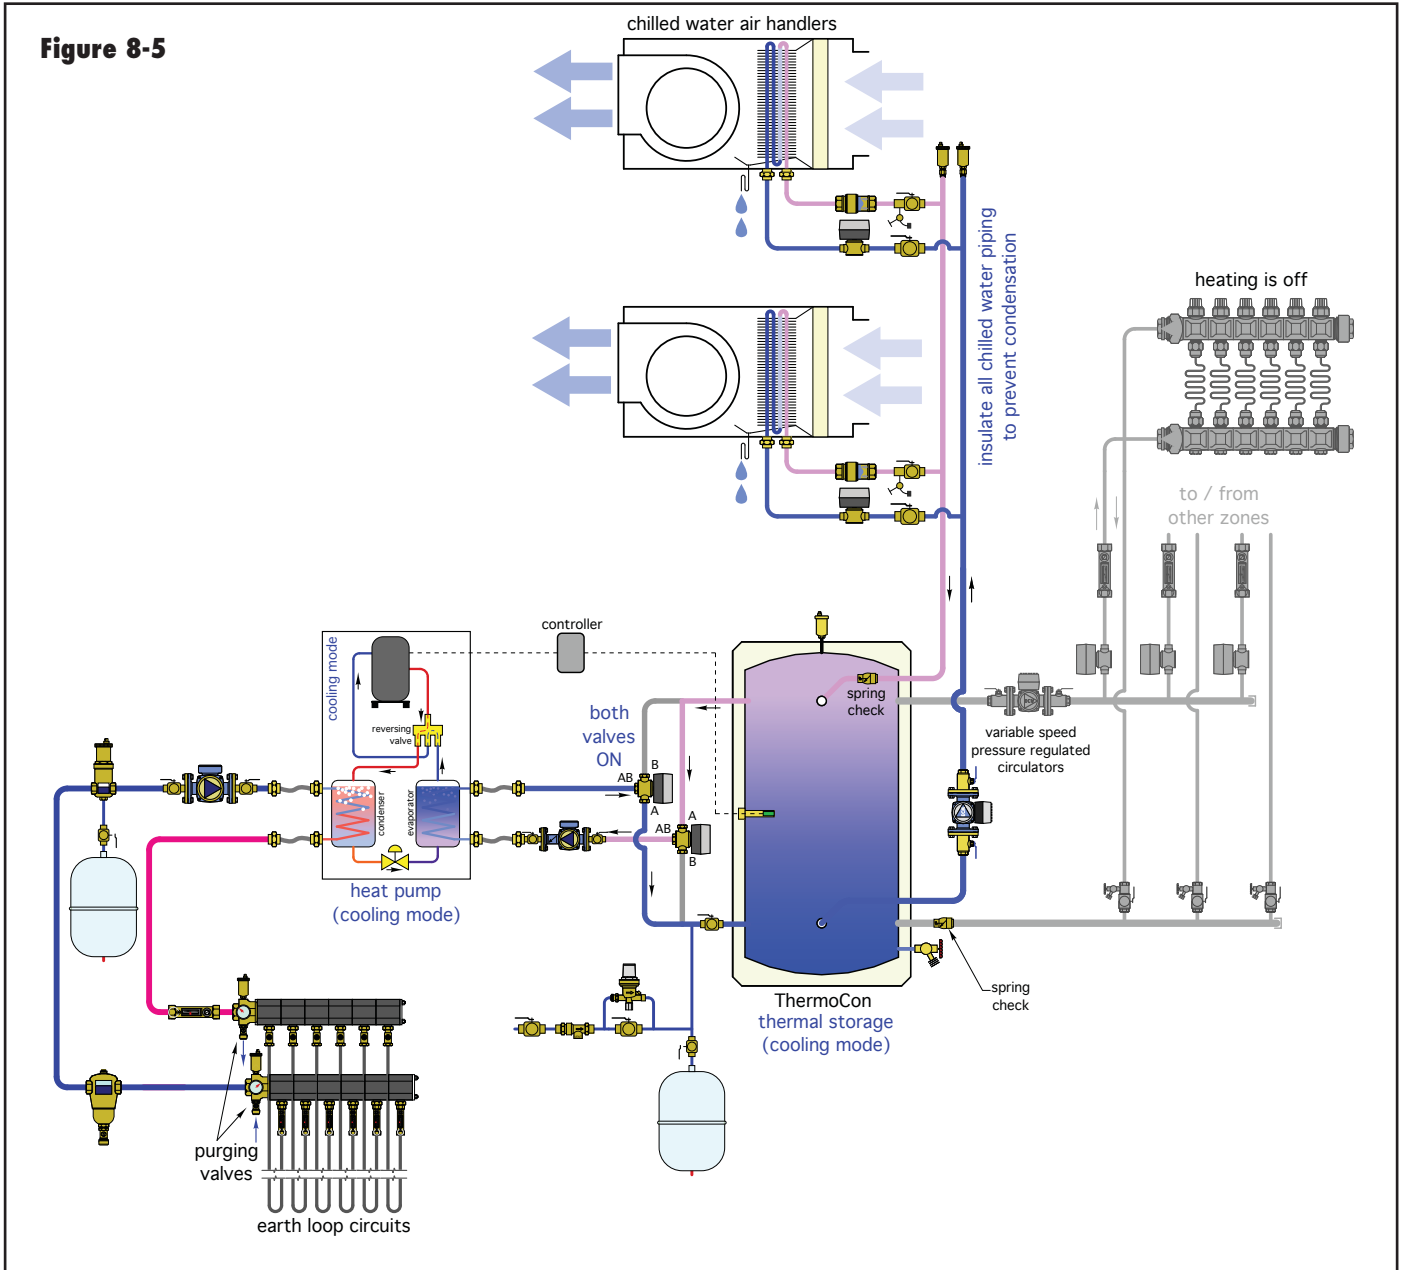 Figure 8-5
chilled water air handlers
insulate all chilled water piping
to prevent condensation
heating is off
to / from
other zones
controller
cooling mode
reversing
valve
condenser
evaporator
heat pump
(cooling mode)
both
valves
ON
B
AB
A
A
AB
B
spring
check
variable speed
pressure regulated
circulators
spring
check
ThermoCon
thermal storage
(cooling mode)
purging
valves
earth loop circuits